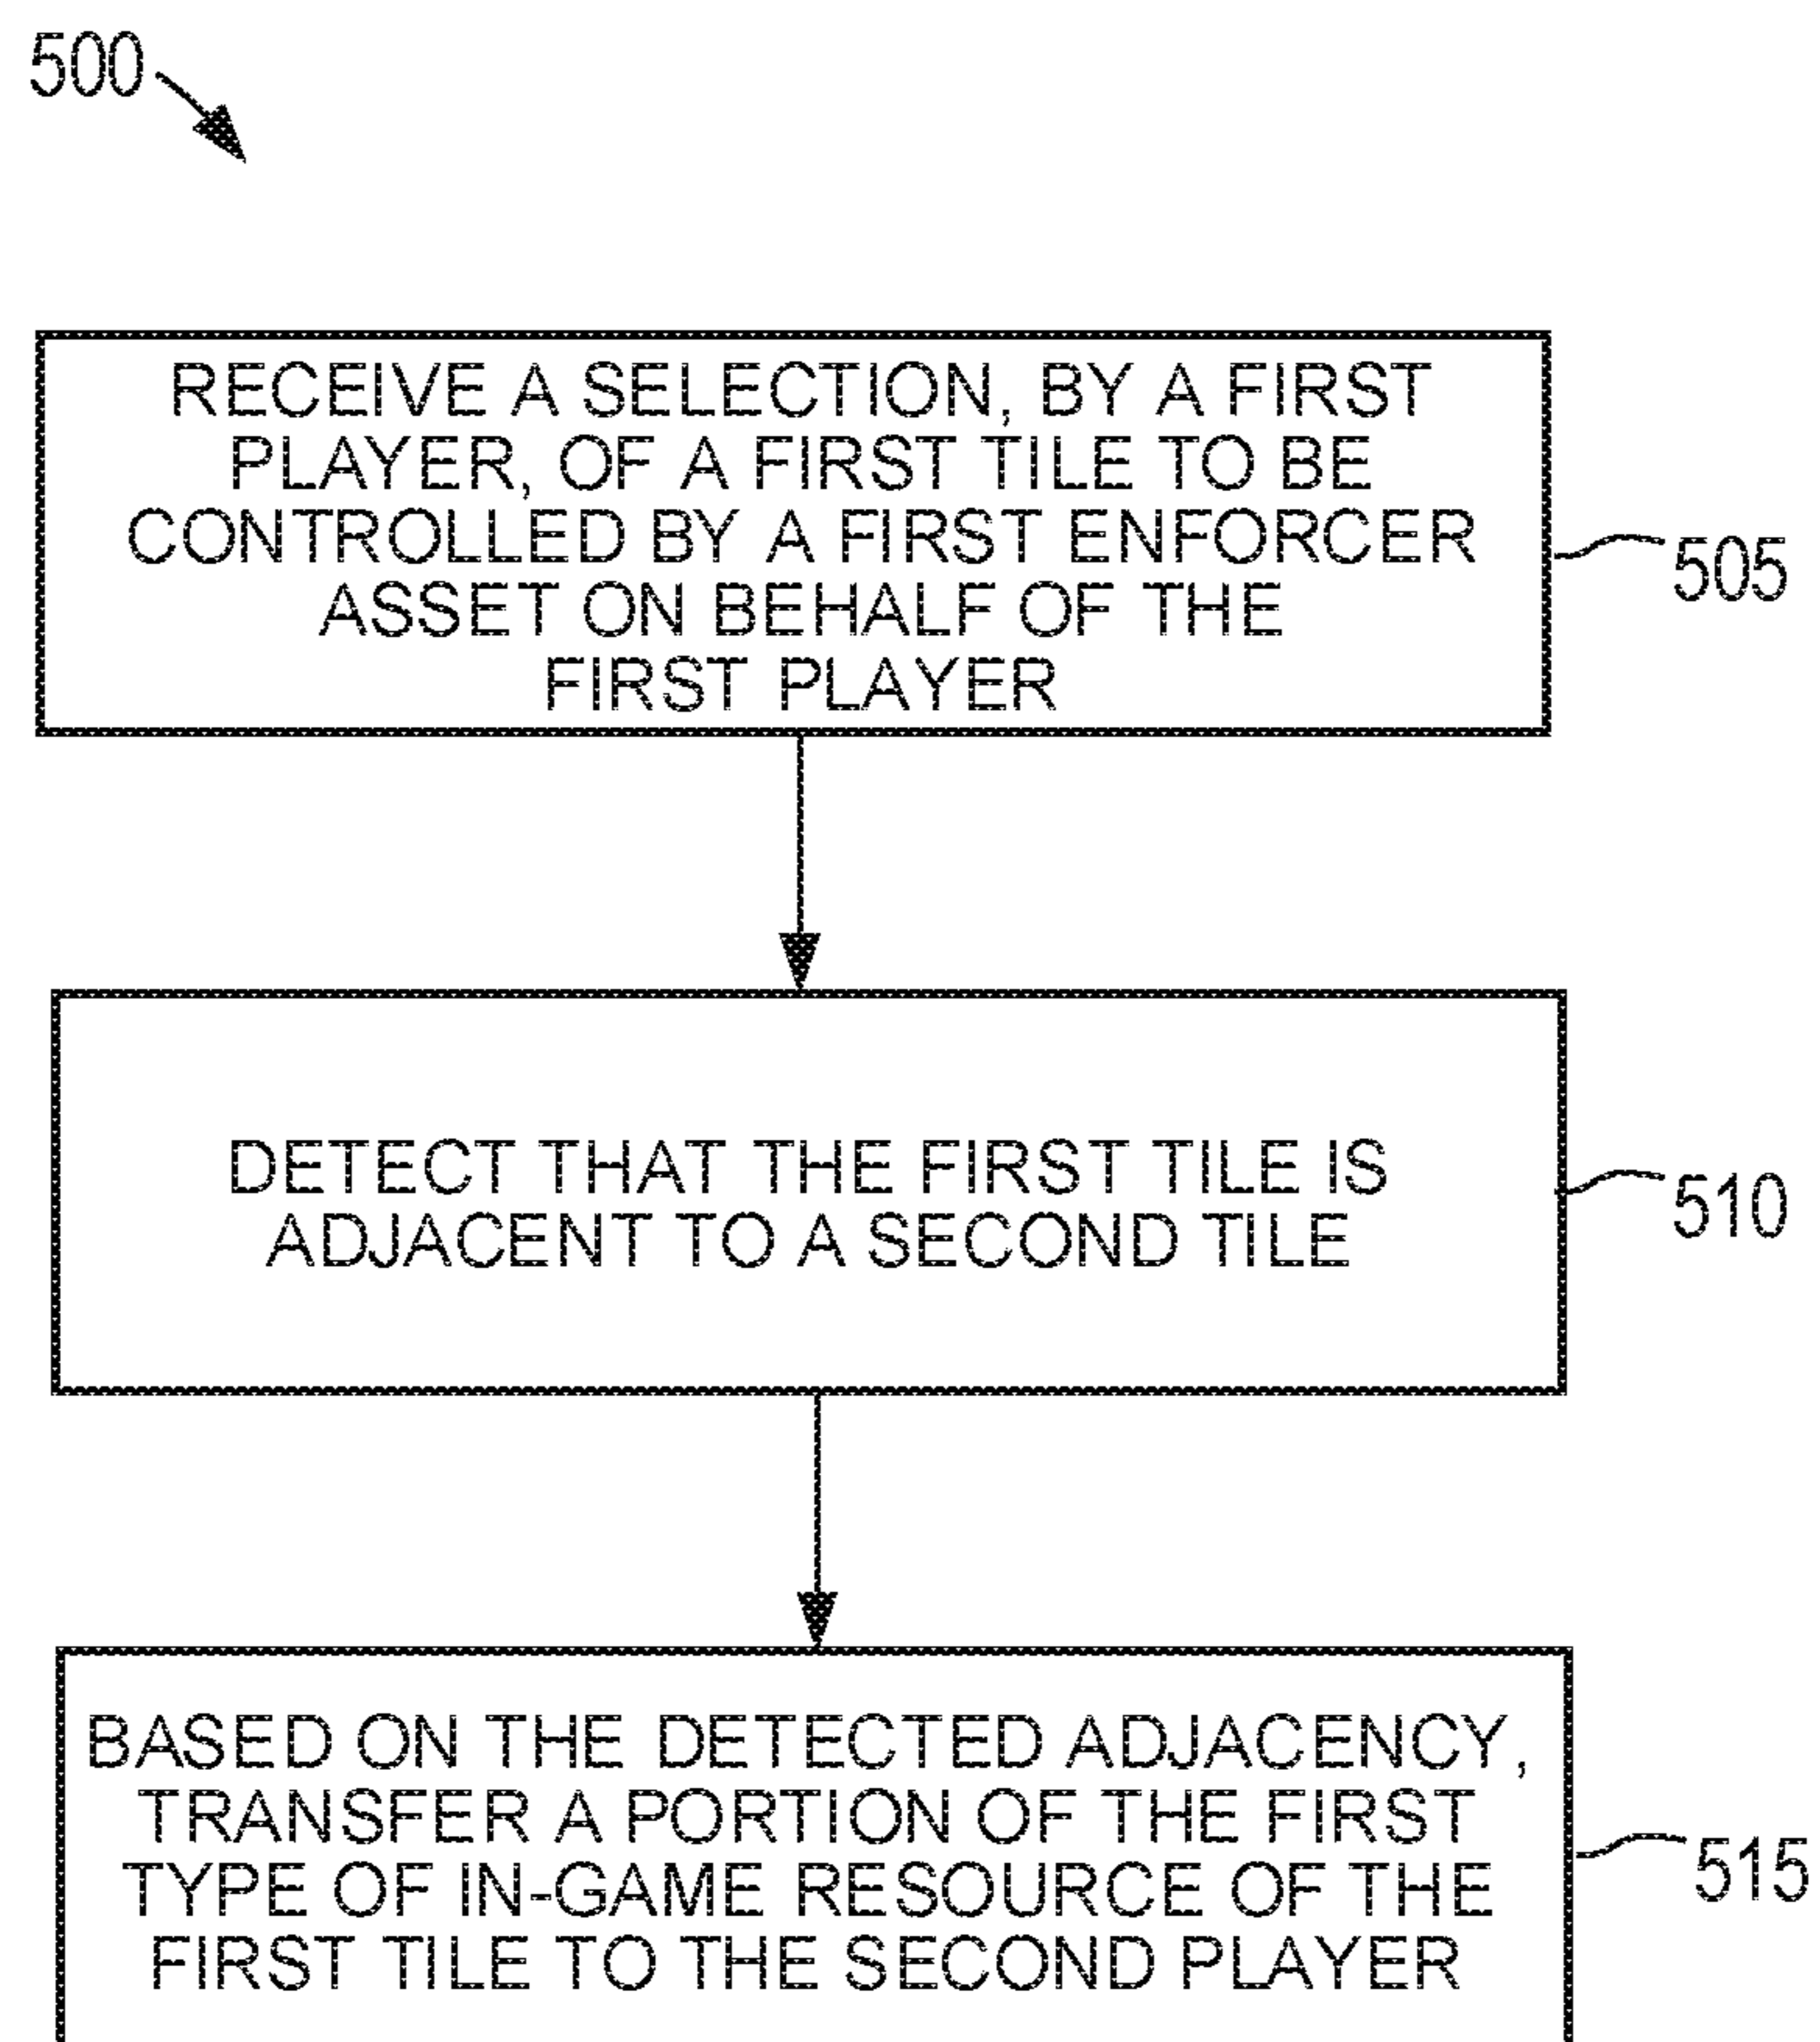 500
RECEIVE A SELECTION, BY A FIRST
PLAYER, OF A FIRST TILE TO BE
CONTROLLED BY A FIRST ENFORCER
ASSET ON BEHALF OF THE
FIRST PLAYER
505
DETECT THAT THE FIRST TILE IS
ADJACENT TO A SECOND TILE
510
BASED ON THE DETECTED ADJACENCY,
TRANSFER A PORTION OF THE FIRST
TYPE OF IN-GAME RESOURCE OF THE
FIRST TILE TO THE SECOND PLAYER
515